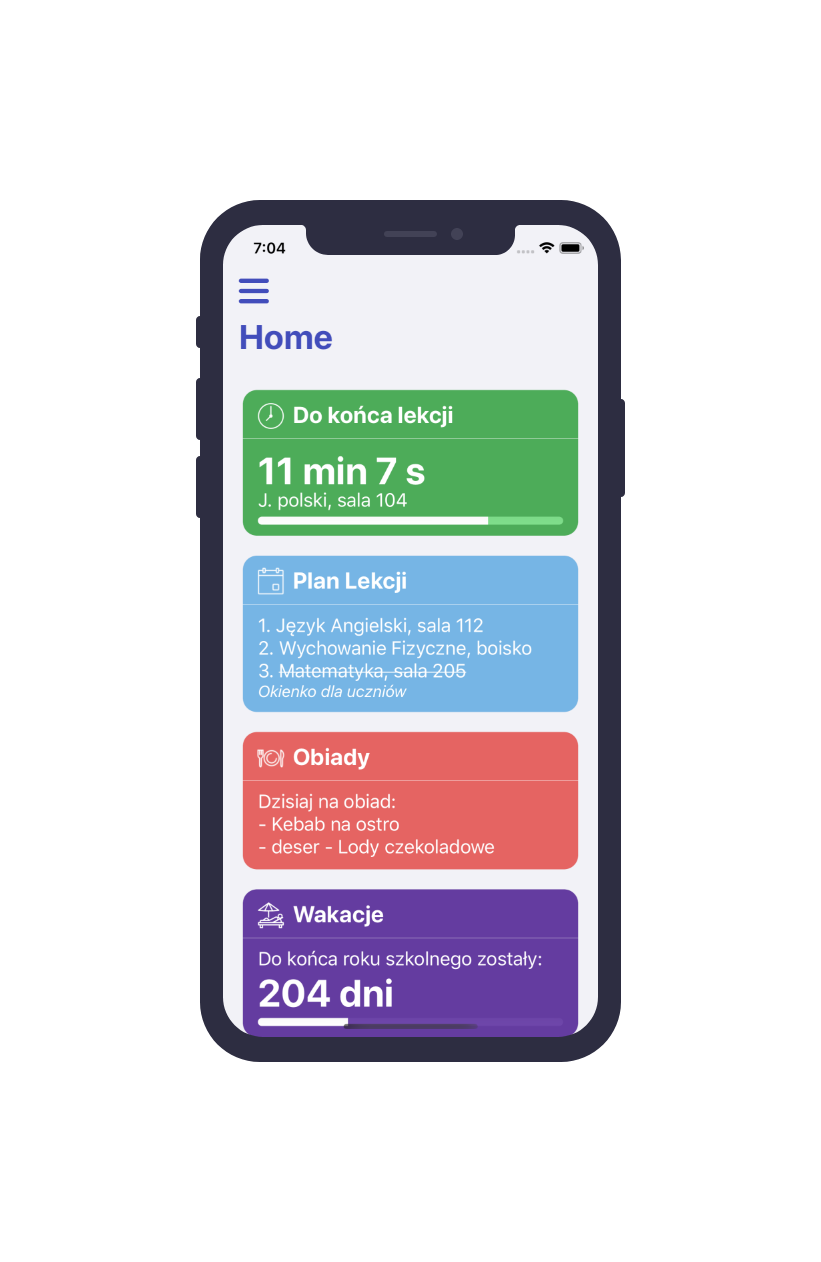 7:04
Home
Do końca lekcji
11 min 7 s
J. polski, sala 104
Plan Lekcji
1. Język Angielski, sala 112
2. Wychowanie Fizyczne, boisko
3. Matematyka, sala 205
Okienko dla uczniów
Obiady
Dzisiaj na obiad:
- Kebab na ostro
- deser - Lody czekoladowe
Wakacje
Do końca roku szkolnego zostały:
204 dni